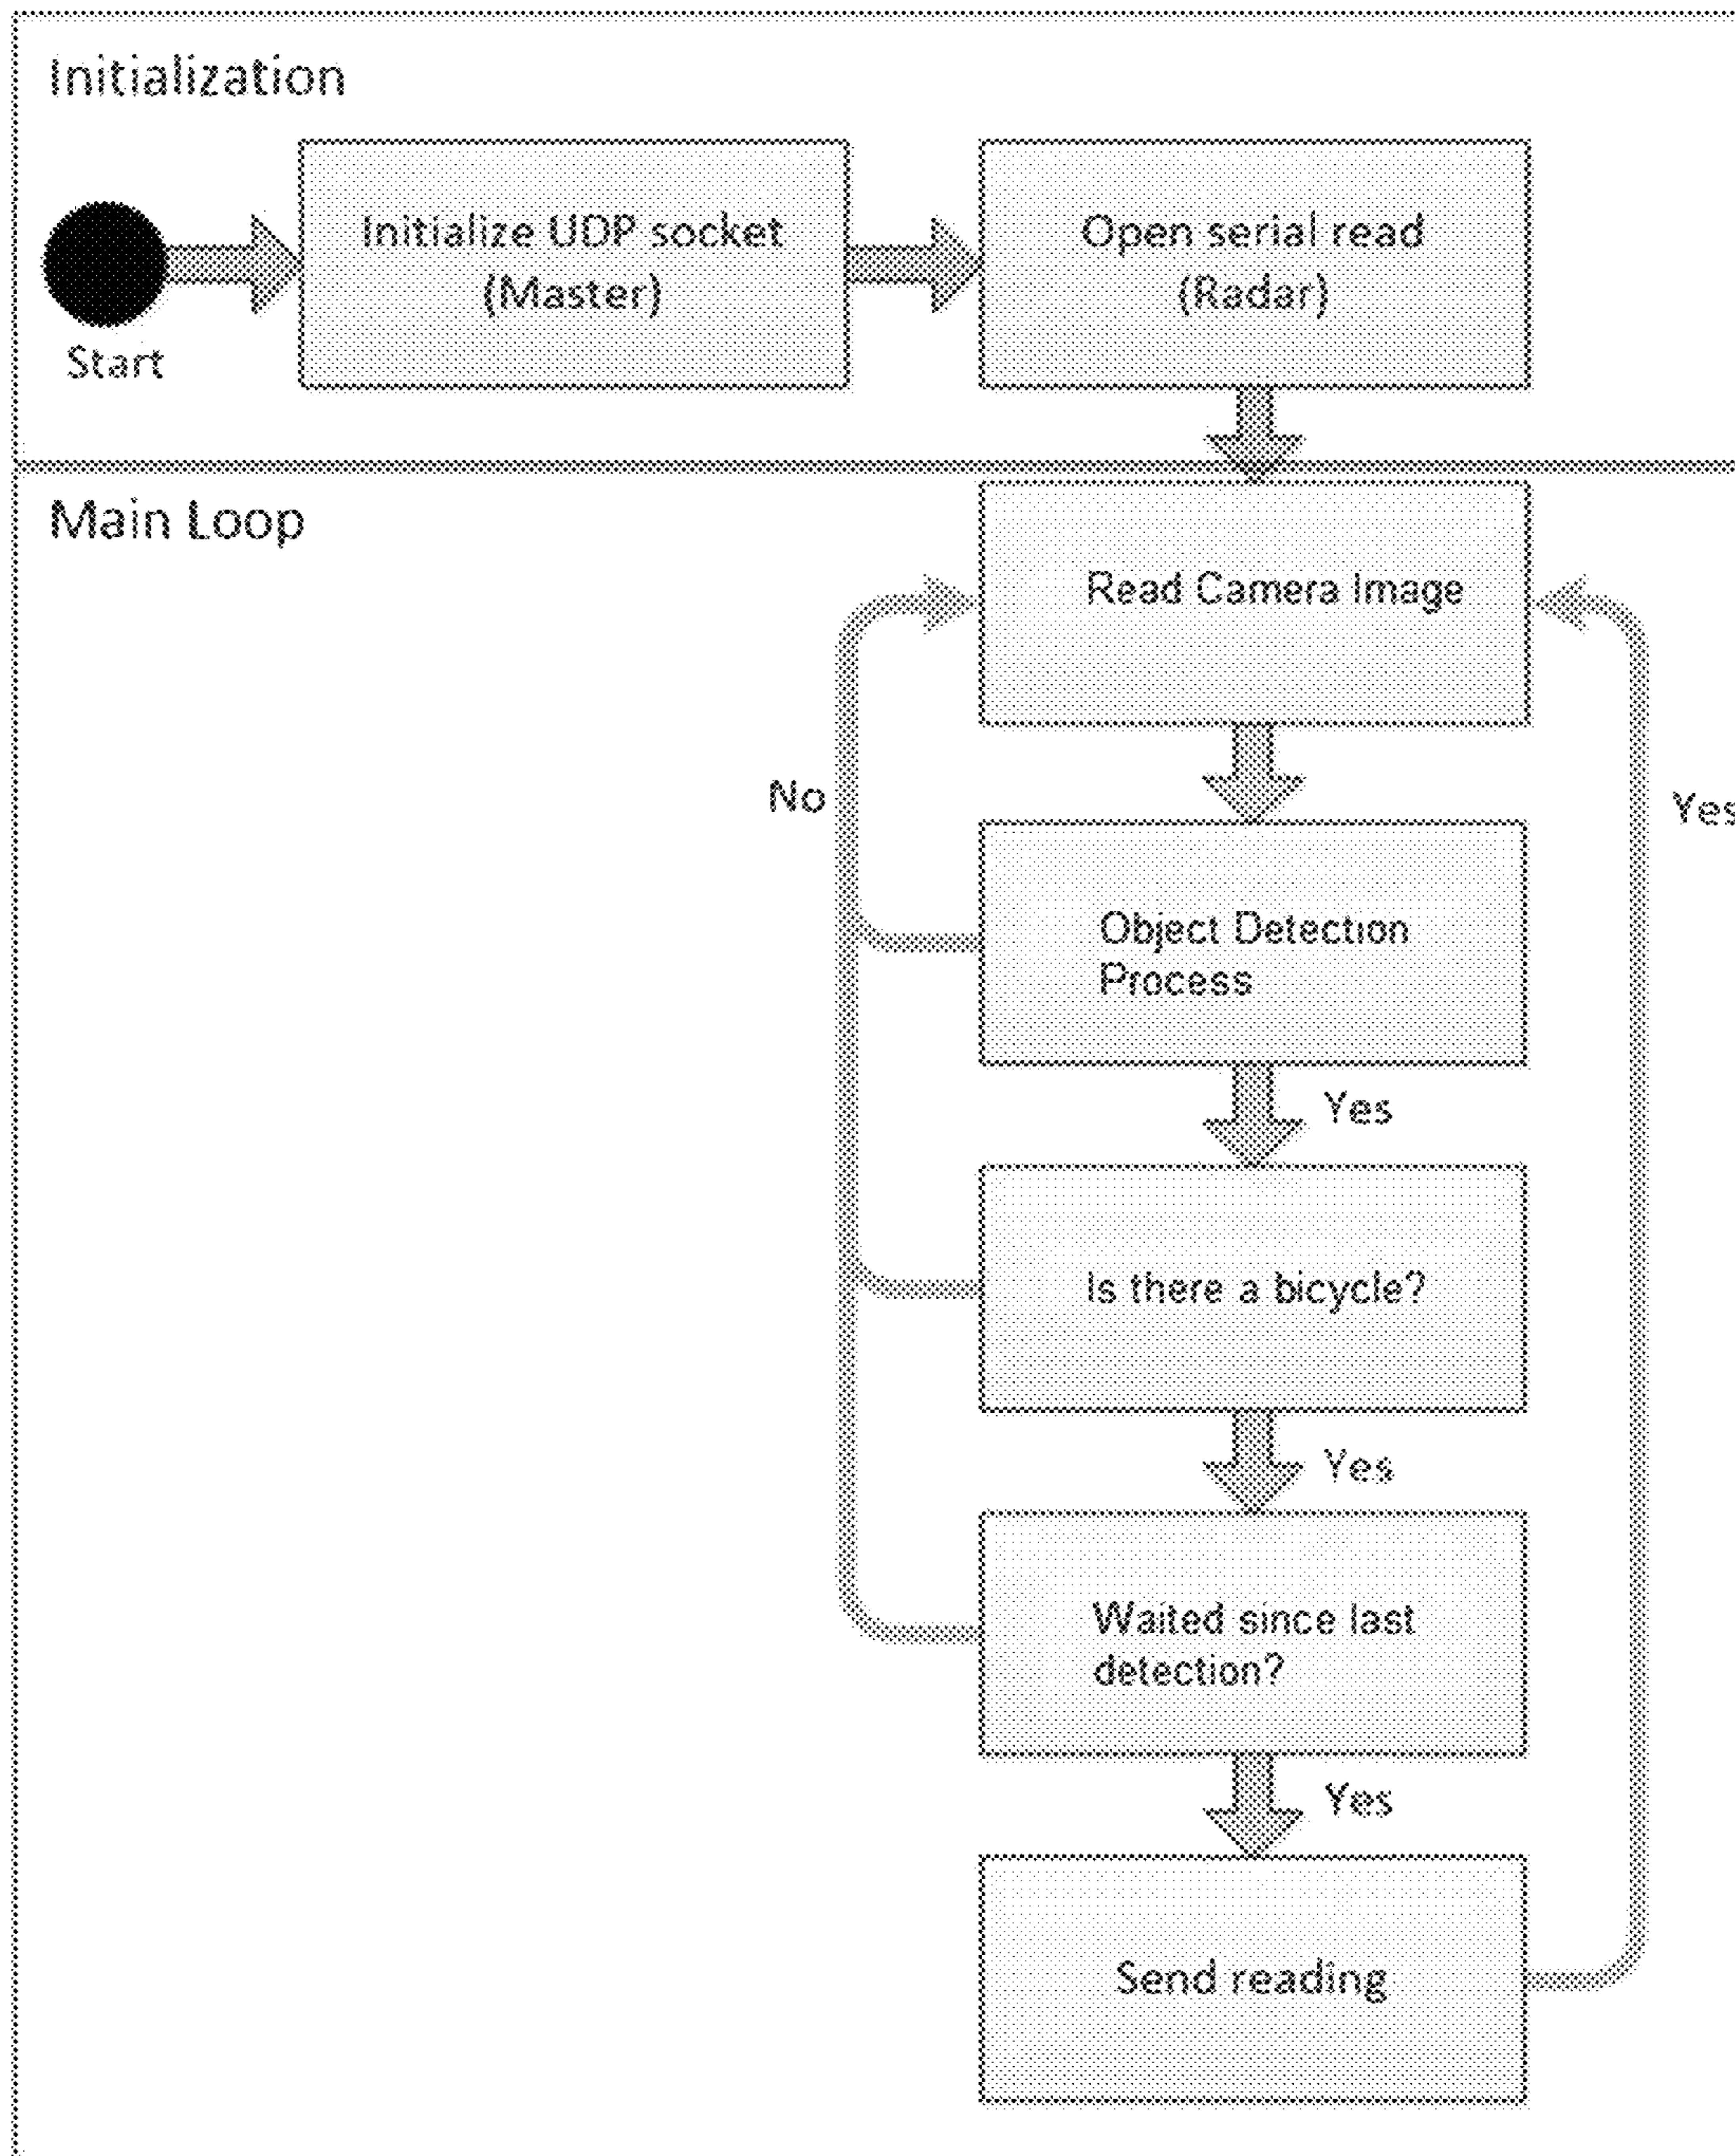 Initialization
Initialize UDP socket
(Master)
Open serial read
(Radar)
Start
Main Loop
Read Camera Image
No
Yes
Object Detection
Process
Yes
Is there a bicycle?
Yes
Waited since last
detection?
Yes
Send reading